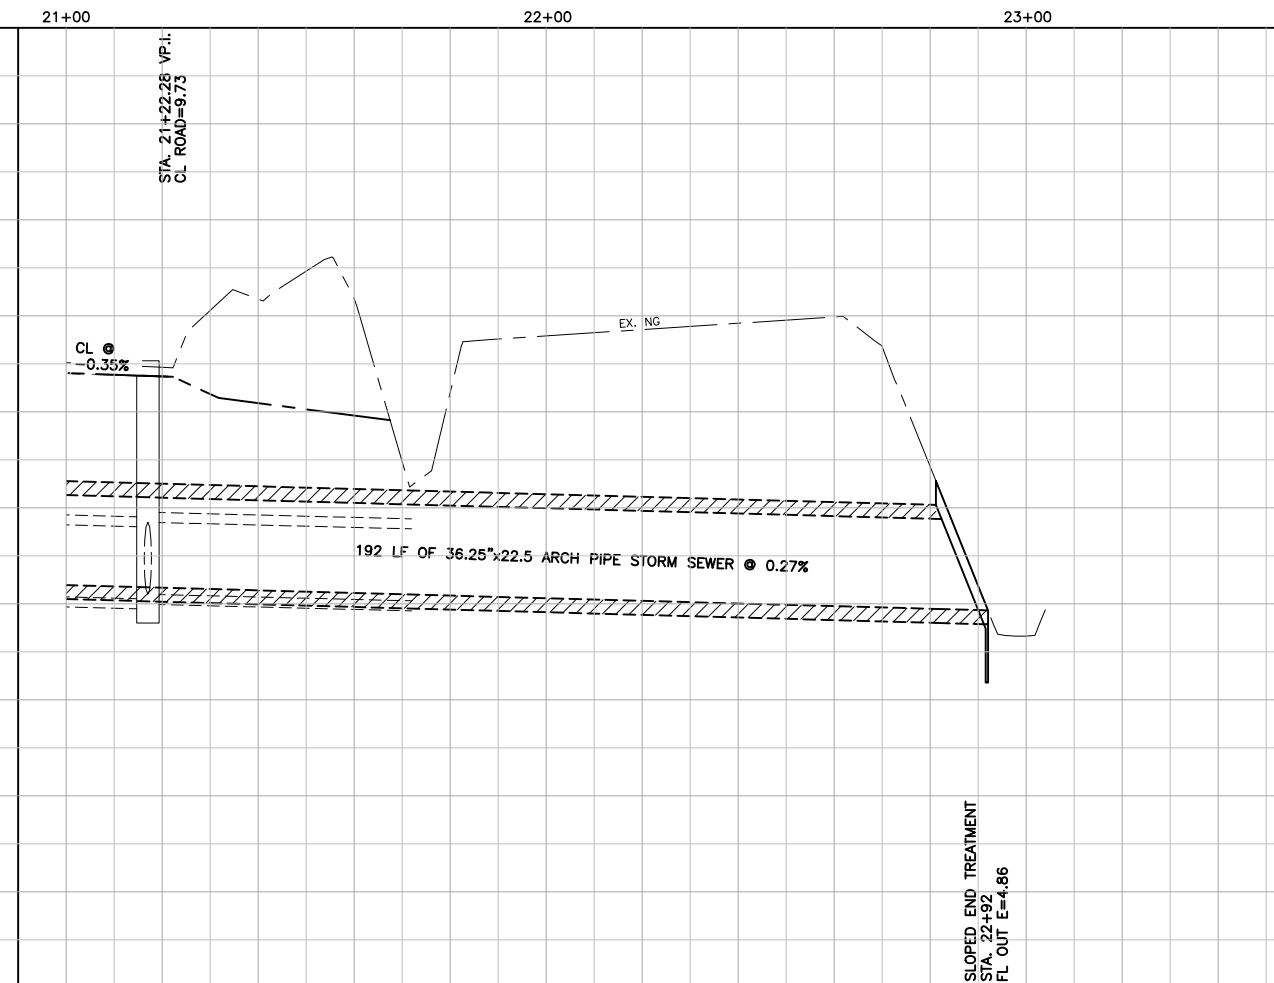 21+00
22+00
23+00
STA. 21+22.28 VP.I.
CL ROAD=9.73
CL @
-0.35%
EX. NG
192 LF OF 36.25"x22.5 ARCH PIPE STORM SEWER @ 0.27%
SLOPED END TREATMENT
STA. 22+92
FL OUT E=4.86